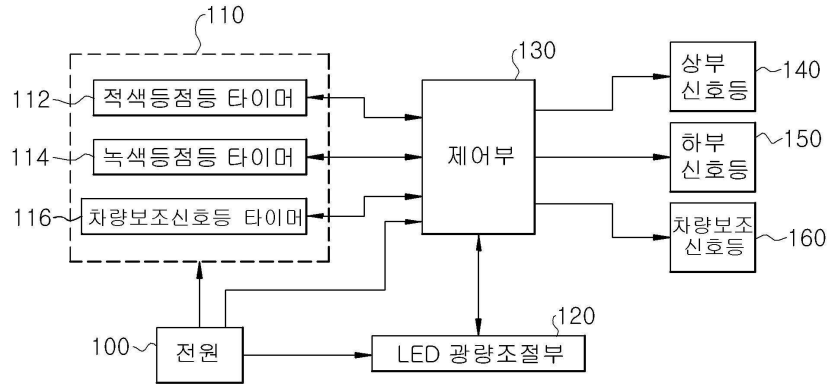 110
112
적색등점등 타이머
114
녹색등점등 타이머
116
차량보조신호등 타이머
130
제어부
상부
신호등
140
하부
신호등
150
차량보조
신호등
160
100
전원
120
LED 광량조절부